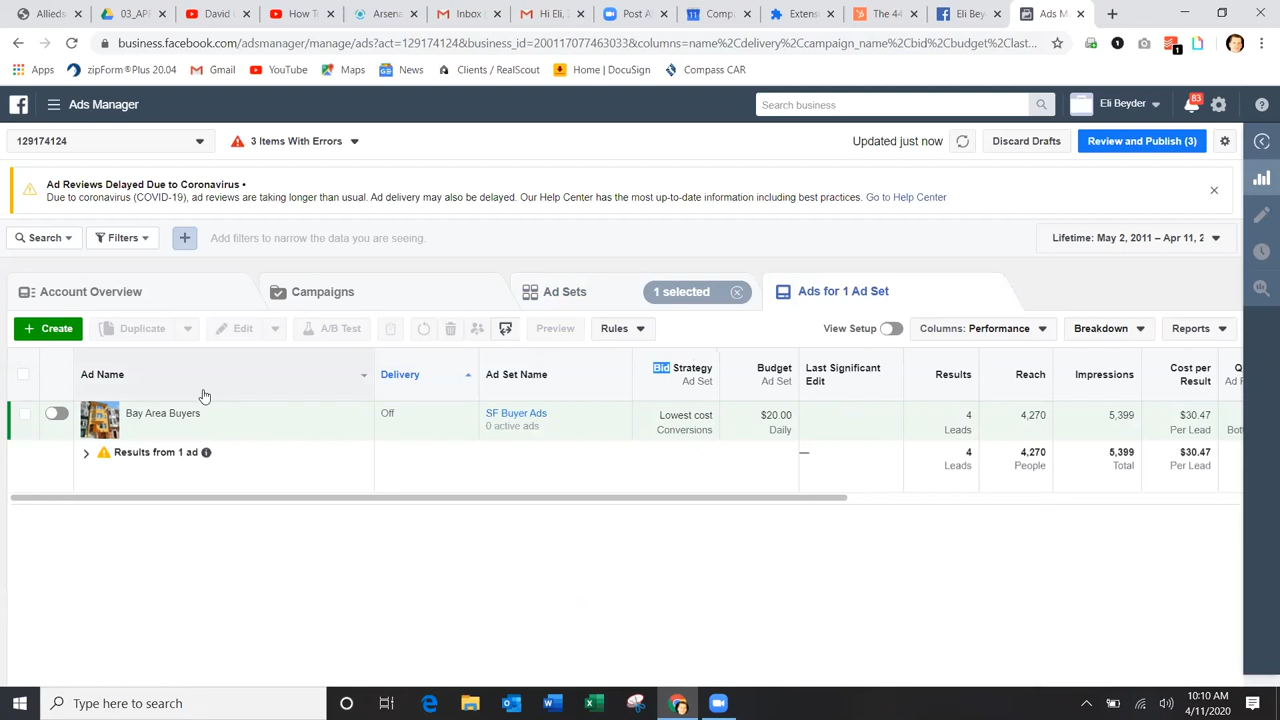 Allieds
03_AP
David
How To
Arsena
Inbox
Hi Eli,
Post A
Comp
Extens
The 44
Eli Bey
Ads M
business.facebook.com/adsmanager/manage/ads?act=129174124&business_id=200117077463033&columns=name%2Cdelivery%2Ccampaign_name%2Cbid%2Cbudget%2Clast...
Apps
zipForm®Plus 20.04
Gmail
YouTube
Maps
News
Clients / RealScout
Home | DocuSign
Compass CAR
Ads Manager
Search business
Eli Beyder
83
129174124
3 Items With Errors
Updated just now
Discard Drafts
Review and Publish (3)
Ad Reviews Delayed Due to Coronavirus •
Due to coronavirus (COVID-19), ad reviews are taking longer than usual. Ad delivery may also be delayed. Our Help Center has the most up-to-date information including best practices. Go to Help Center
Search
Filters
Add filters to narrow the data you are seeing.
Lifetime: May 2, 2011 – Apr 11, 2
Account Overview
Campaigns
Ad Sets
1 selected
Ads for 1 Ad Set
+ Create
Duplicate
Edit
A/B Test
Preview
Rules
View Setup
Columns: Performance
Breakdown
Reports
Ad Name
Delivery
Ad Set Name
Bid Strategy
Ad Set
Budget
Ad Set
Last Significant
Edit
Results
Reach
Impressions
Cost per
Result
Q
Ad R
Bay Area Buyers
Off
SF Buyer Ads
0 active ads
Lowest cost
Conversions
$20.00
Daily
4
Leads
4,270
5,399
$30.47
Per Lead
Bott
Results from 1 ad
—
4
Leads
4,270
People
5,399
Total
$30.47
Per Lead
Type here to search
10:10 AM
4/11/2020